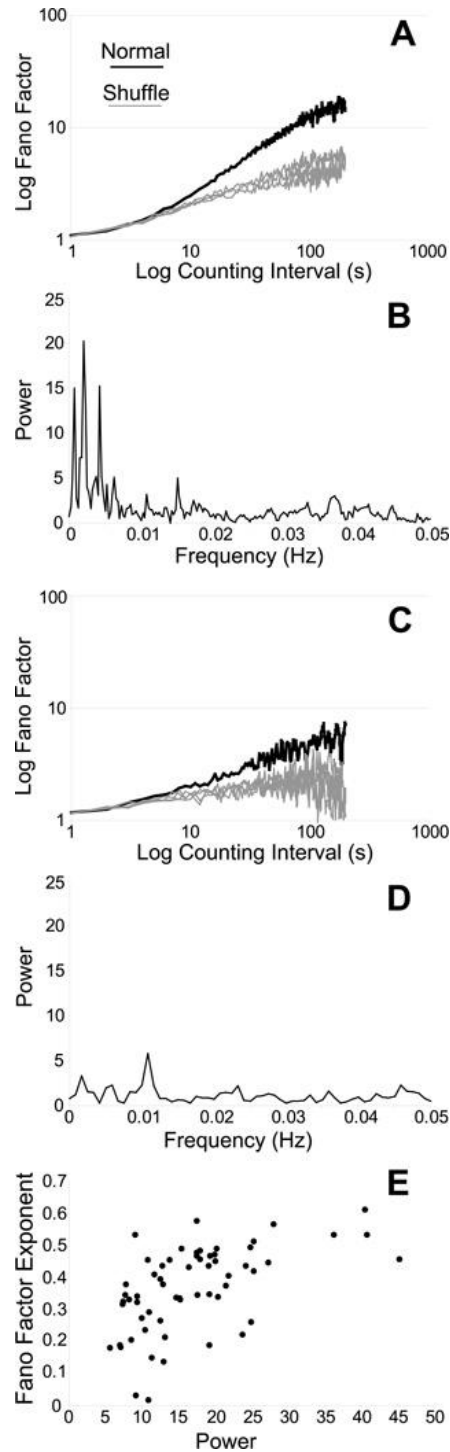 A
100
Normal
Shuffle
10
1
Log Fano Factor
1 10 100 1000
Log Counting Interval (s)
B
25
20
15
10
5
0
Power
0 0.01 0.02 0.03 0.04 0.05
Frequency (Hz)
C
100
10
1
Log Fano Factor
1 10 100 1000
Log Counting Interval (s)
D
25
20
15
10
5
0
Power
0 0.01 0.02 0.03 0.04 0.05
Frequency (Hz)
E
0.7
0.6
0.5
0.4
0.3
0.2
0.1
0
Fano Factor Exponent
0 5 10 15 20 25 30 35 40 45 50
Power